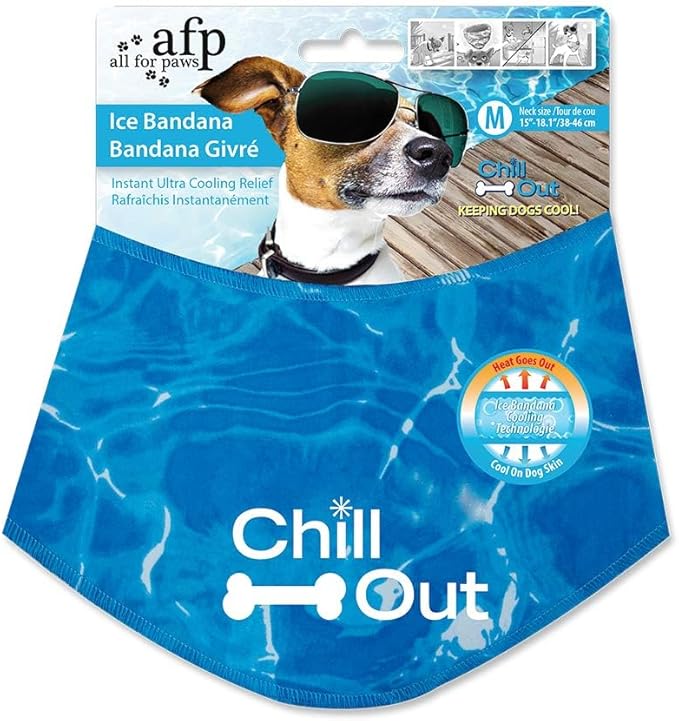 afp
all for paws
Ice Bandana
Bandana Givré
Instant Ultra Cooling Relief
Rafraîchis Instantanément
M
Neck size /Tour de cou
15"-18.1"/38-46 cm
Chill
Out
KEEPING DOGS COOL!
Heat Goes Out
Ice Bandana
Cooling
Technologie
Cool On Dog Skin
Chill
Out